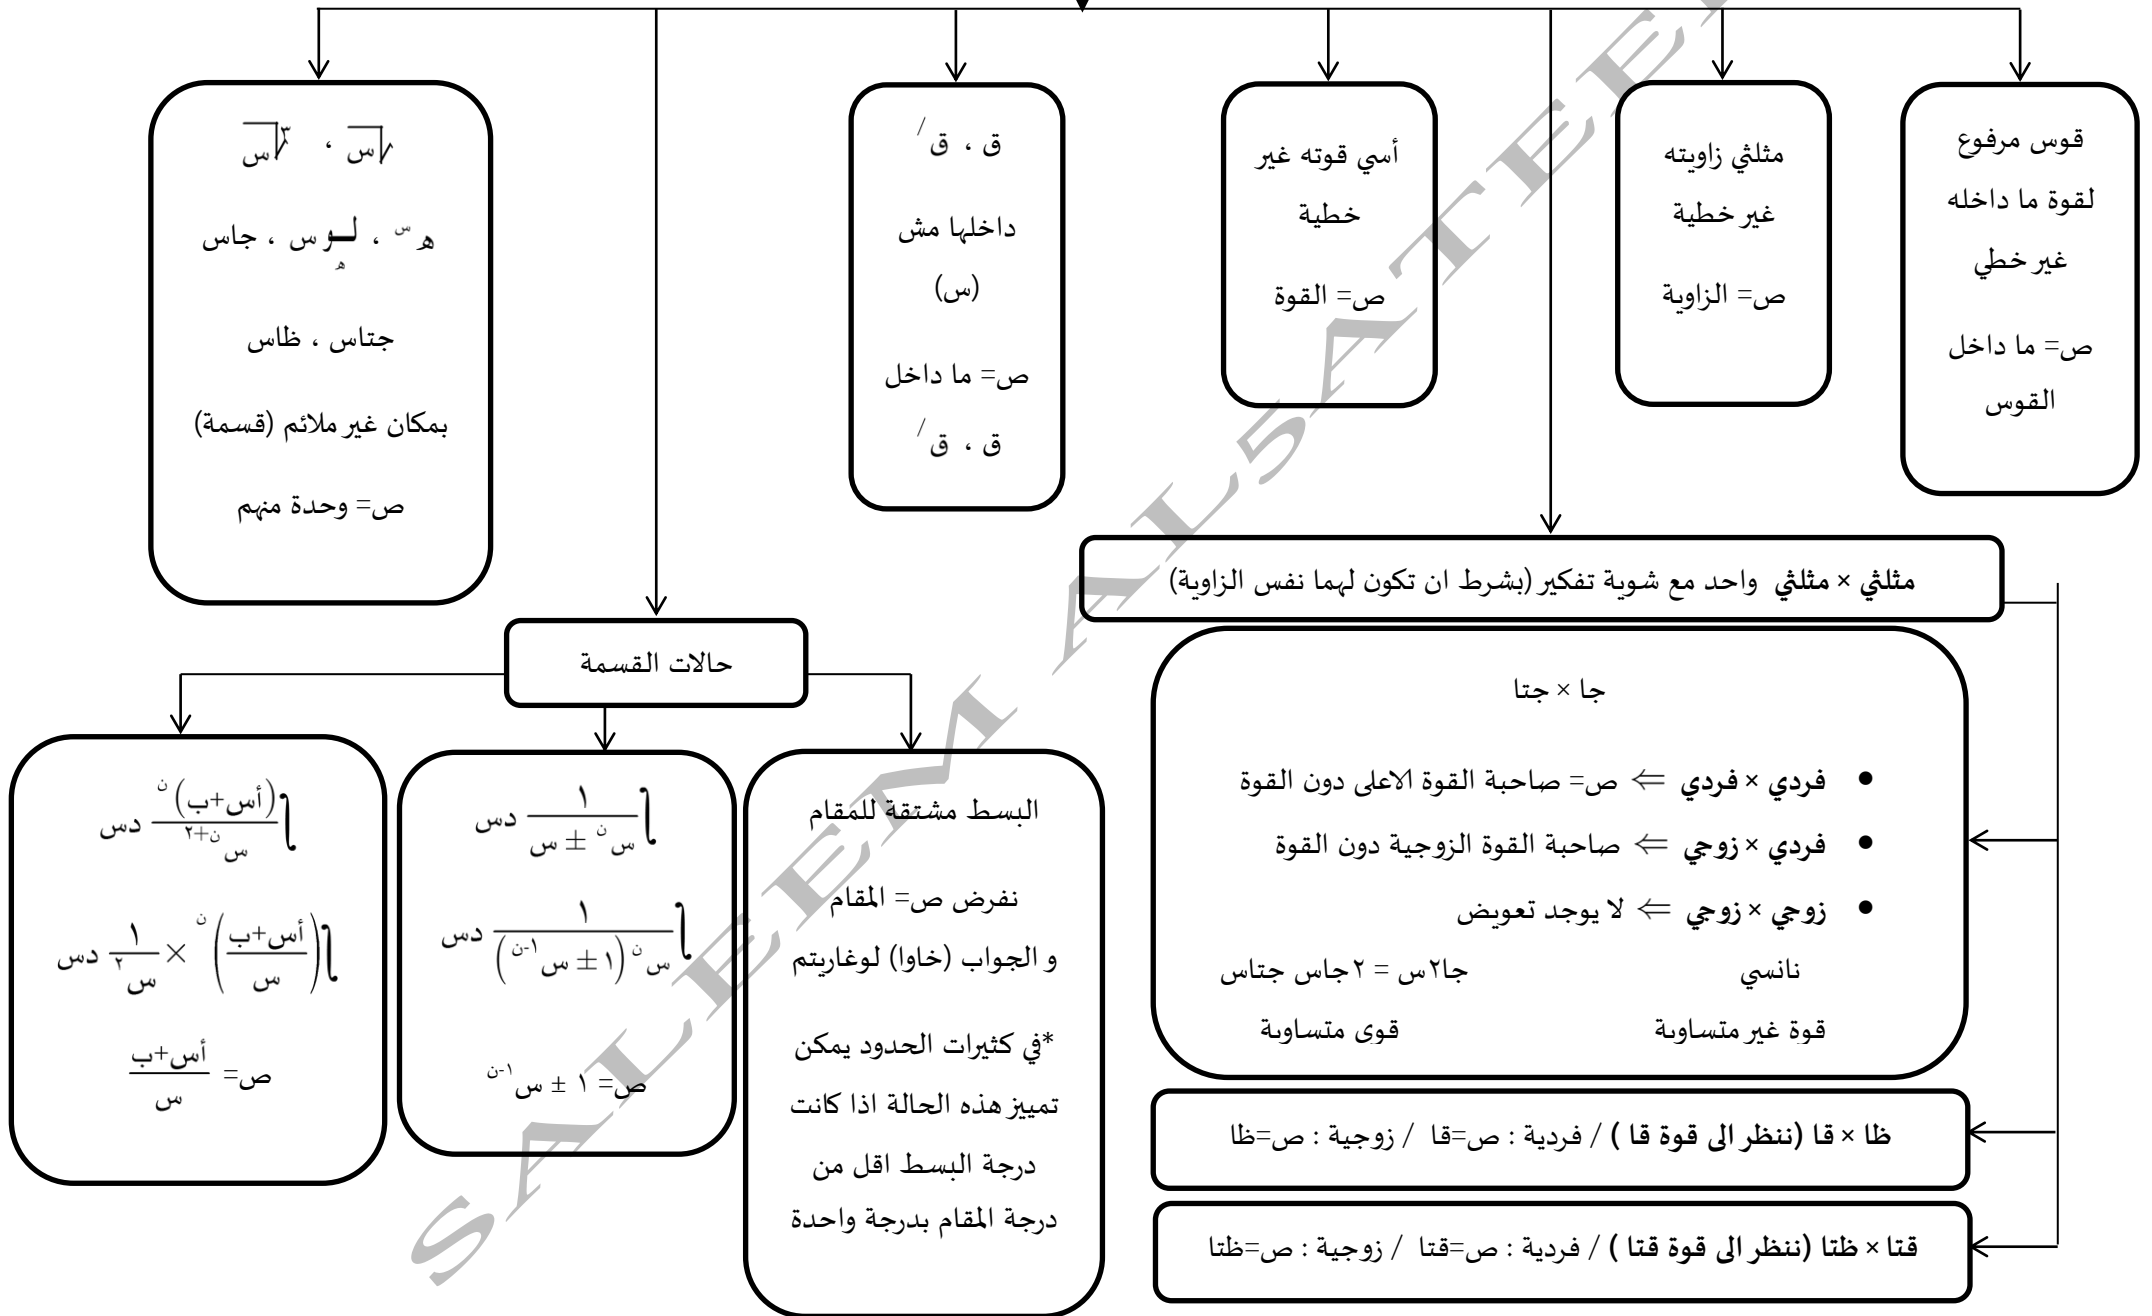 قوس مرفوع
لقوة ما داخله
غير خطي
ص= ما داخل
القوس
مثلثي زاويته
غير خطية
ص= الزاوية
أسي قوته غير
خطية
ص= القوة
ق ، ق/
داخلها مش
(س)
ص= ما داخل
ق ، ق/
√س ، ∛س
هـ^س ، لـو_هـ س ، جاس
جتاس ، ظاس
بمكان غير ملائم (قسمة)
ص= وحدة منهم
مثلثي × مثلثي واحد مع شوية تفكير (بشرط ان تكون لهما نفس الزاوية)
جا × جتا
• فردي × فردي ⇐ ص= صاحبة القوة الاعلى دون القوة
• فردي × زوجي ⇐ صاحبة القوة الزوجية دون القوة
• زوجي × زوجي ⇐ لا يوجد تعويض
نانسي جا٢س = ٢جاس جتاس
قوة غير متساوية قوى متساوية
ظا × قا (ننظر الى قوة قا ) / فردية : ص=قا / زوجية : ص=ظا
قتا × ظتا (ننظر الى قوة قتا ) / فردية : ص=قتا / زوجية : ص=ظتا
حالات القسمة
البسط مشتقة للمقام
نفرض ص= المقام
و الجواب (خاوا) لوغاريتم
*في كثيرات الحدود يمكن
تمييز هذه الحالة اذا كانت
درجة البسط اقل من
درجة المقام بدرجة واحدة
∫ ١/(س^ن ± س) دس
∫ ١/(س^ن (١ ± س^(١-ن))) دس
ص= ١ ± س^(١-ن)
∫ (أس+ب)^ن/س^(ن+٢) دس
∫ ((أس+ب)/س)^ن × ١/س^٢ دس
ص= (أس+ب)/س
SALEEM AL5ATEE